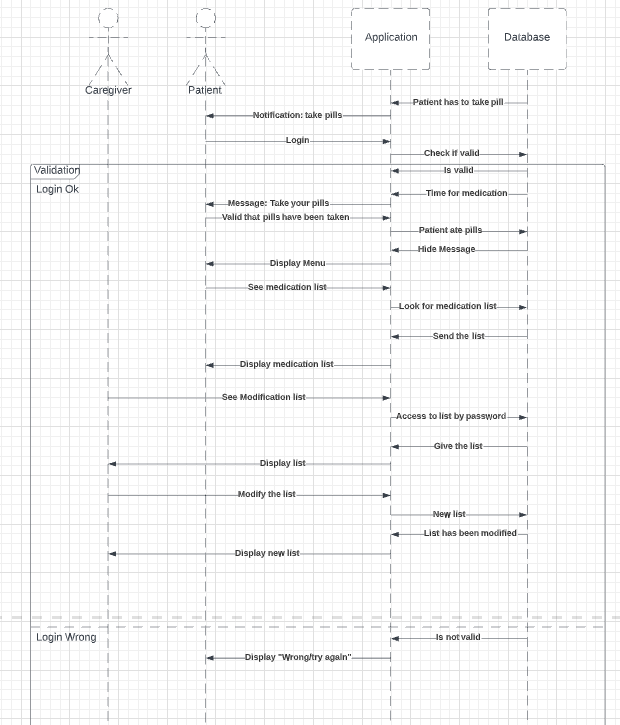 Application
Database
Caregiver
Patient
Patient has to take pill
Notification: take pills
Login
Check if valid
Validation
Is valid
Login Ok
Time for medication
Message: Take your pills
Valid that pills have been taken
Patient ate pills
Hide Message
Display Menu
See medication list
Look for medication list
Send the list
Display medication list
See Modification list
Access to list by password
Give the list
Display list
Modify the list
New list
List has been modified
Display new list
Login Wrong
Is not valid
Display "Wrong/try again"